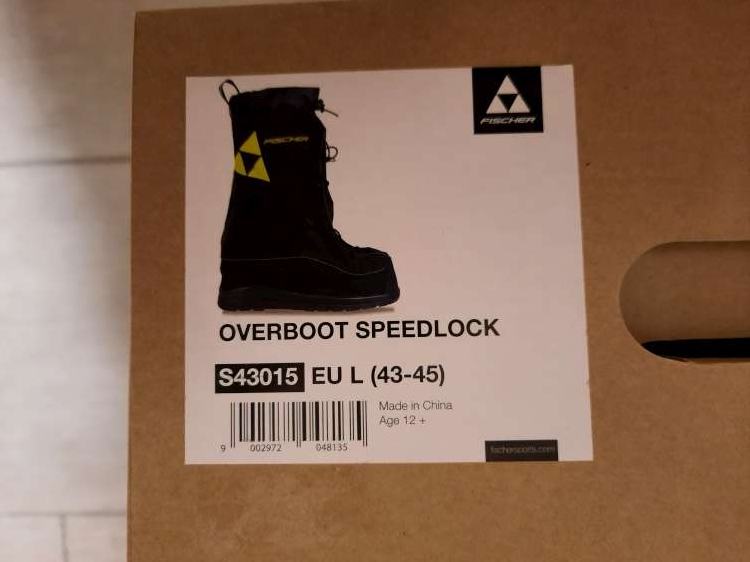 FISCHER
FISCHER
OVERBOOT SPEEDLOCK
S43015 EU L (43-45)
Made in China
Age 12 +
9 002972 048135
fischersports.com